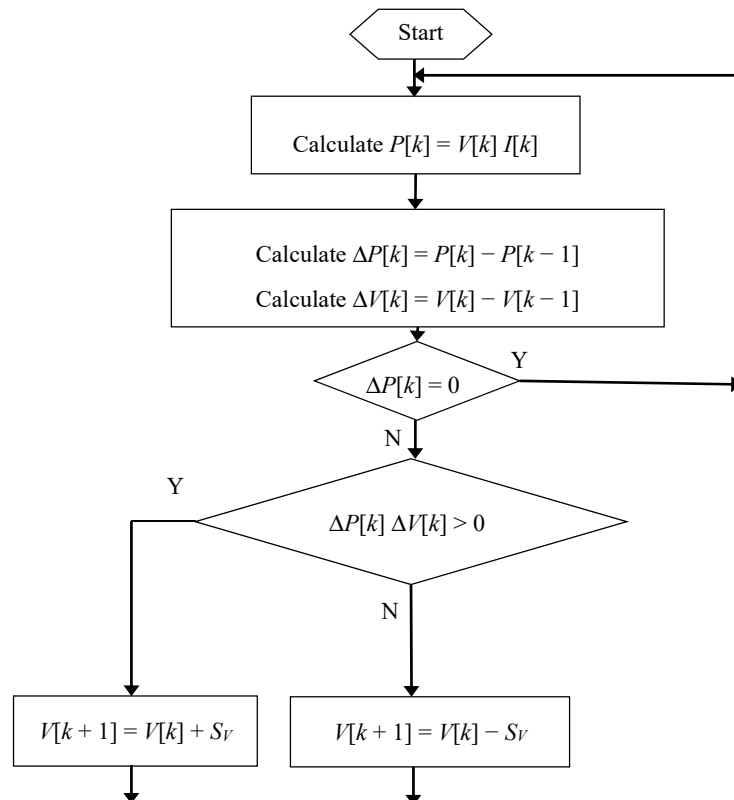 Start
Calculate P[k] = V[k] I[k]
Calculate ΔP[k] = P[k] − P[k − 1]
Calculate ΔV[k] = V[k] − V[k − 1]
Y
ΔP[k] = 0
N
Y
ΔP[k] ΔV[k] > 0
N
V[k + 1] = V[k] + S_V
V[k + 1] = V[k] − S_V